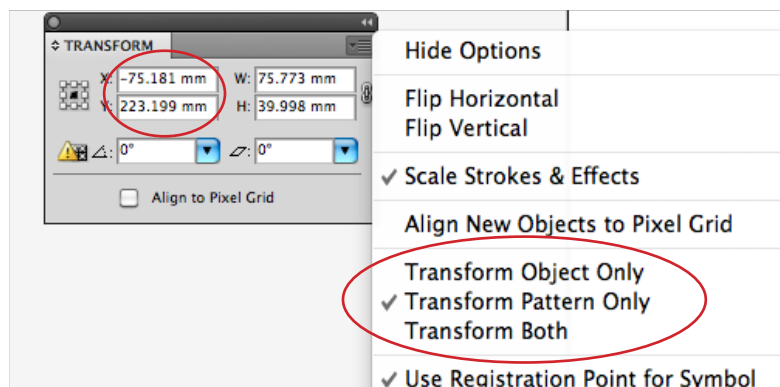 TRANSFORM
X: -75.181 mm W: 75.773 mm
Y: 223.199 mm H: 39.998 mm
0° 0°
Align to Pixel Grid
Hide Options
Flip Horizontal
Flip Vertical
Scale Strokes & Effects
Align New Objects to Pixel Grid
Transform Object Only
Transform Pattern Only
Transform Both
Use Registration Point for Symbol